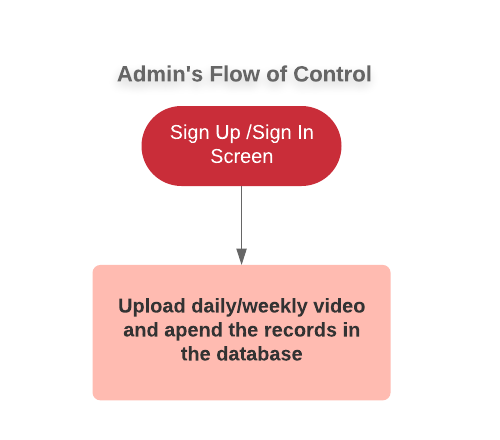 Admin's Flow of Control
Sign Up /Sign In
Screen
Upload daily/weekly video
and apend the records in
the database